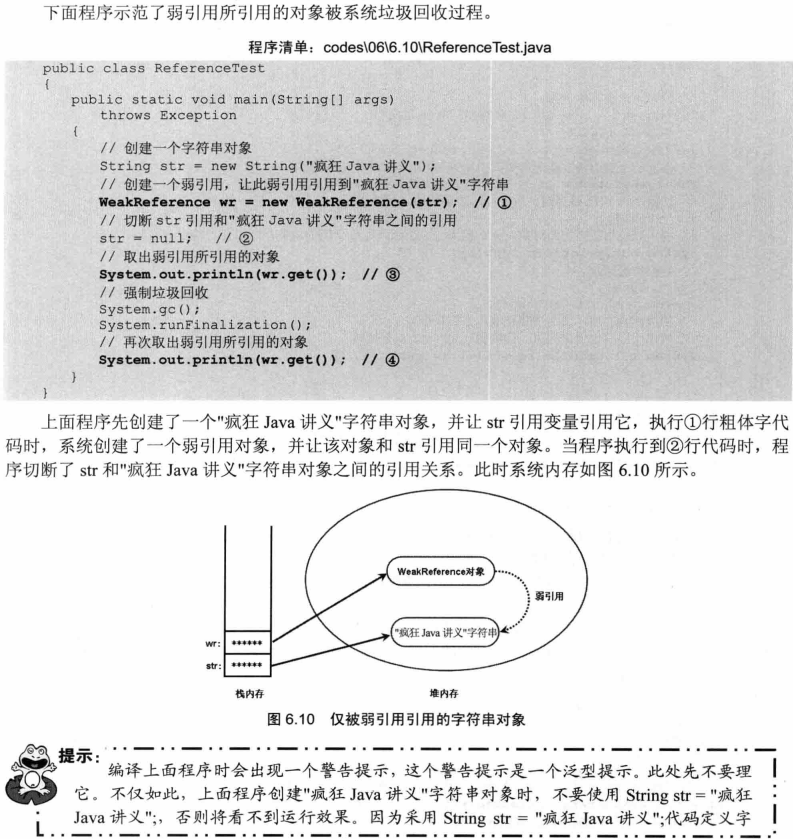 下面程序示范了弱引用所引用的对象被系统垃圾回收过程。
程序清单：codes\06\6.10\ReferenceTest.java
public class ReferenceTest
{
public static void main(String[] args)
throws Exception
{
// 创建一个字符串对象
String str = new String("疯狂 Java 讲义");
// 创建一个弱引用，让此弱引用引用到"疯狂 Java 讲义"字符串
WeakReference wr = new WeakReference(str); // ①
// 切断 str 引用和"疯狂 Java 讲义"字符串之间的引用
str = null; // ②
// 取出弱引用所引用的对象
System.out.println(wr.get()); // ③
// 强制垃圾回收
System.gc();
System.runFinalization();
// 再次取出弱引用所引用的对象
System.out.println(wr.get()); // ④
}
}
上面程序先创建了一个"疯狂 Java 讲义"字符串对象，并让 str 引用变量引用它，执行①行粗体字代
码时，系统创建了一个弱引用对象，并让该对象和 str 引用同一个对象。当程序执行到②行代码时，程
序切断了 str 和"疯狂 Java 讲义"字符串对象之间的引用关系。此时系统内存如图 6.10 所示。
WeakReference对象
弱引用
"疯狂 Java 讲义"字符串
wr: ******
str: ******
栈内存
堆内存
图 6.10 仅被弱引用引用的字符串对象
提示：
编译上面程序时会出现一个警告提示，这个警告提示是一个泛型提示。此处先不要理
它。不仅如此，上面程序创建"疯狂 Java 讲义"字符串对象时，不要使用 String str = "疯狂
Java 讲义";，否则将看不到运行效果。因为采用 String str = "疯狂 Java 讲义";代码定义字